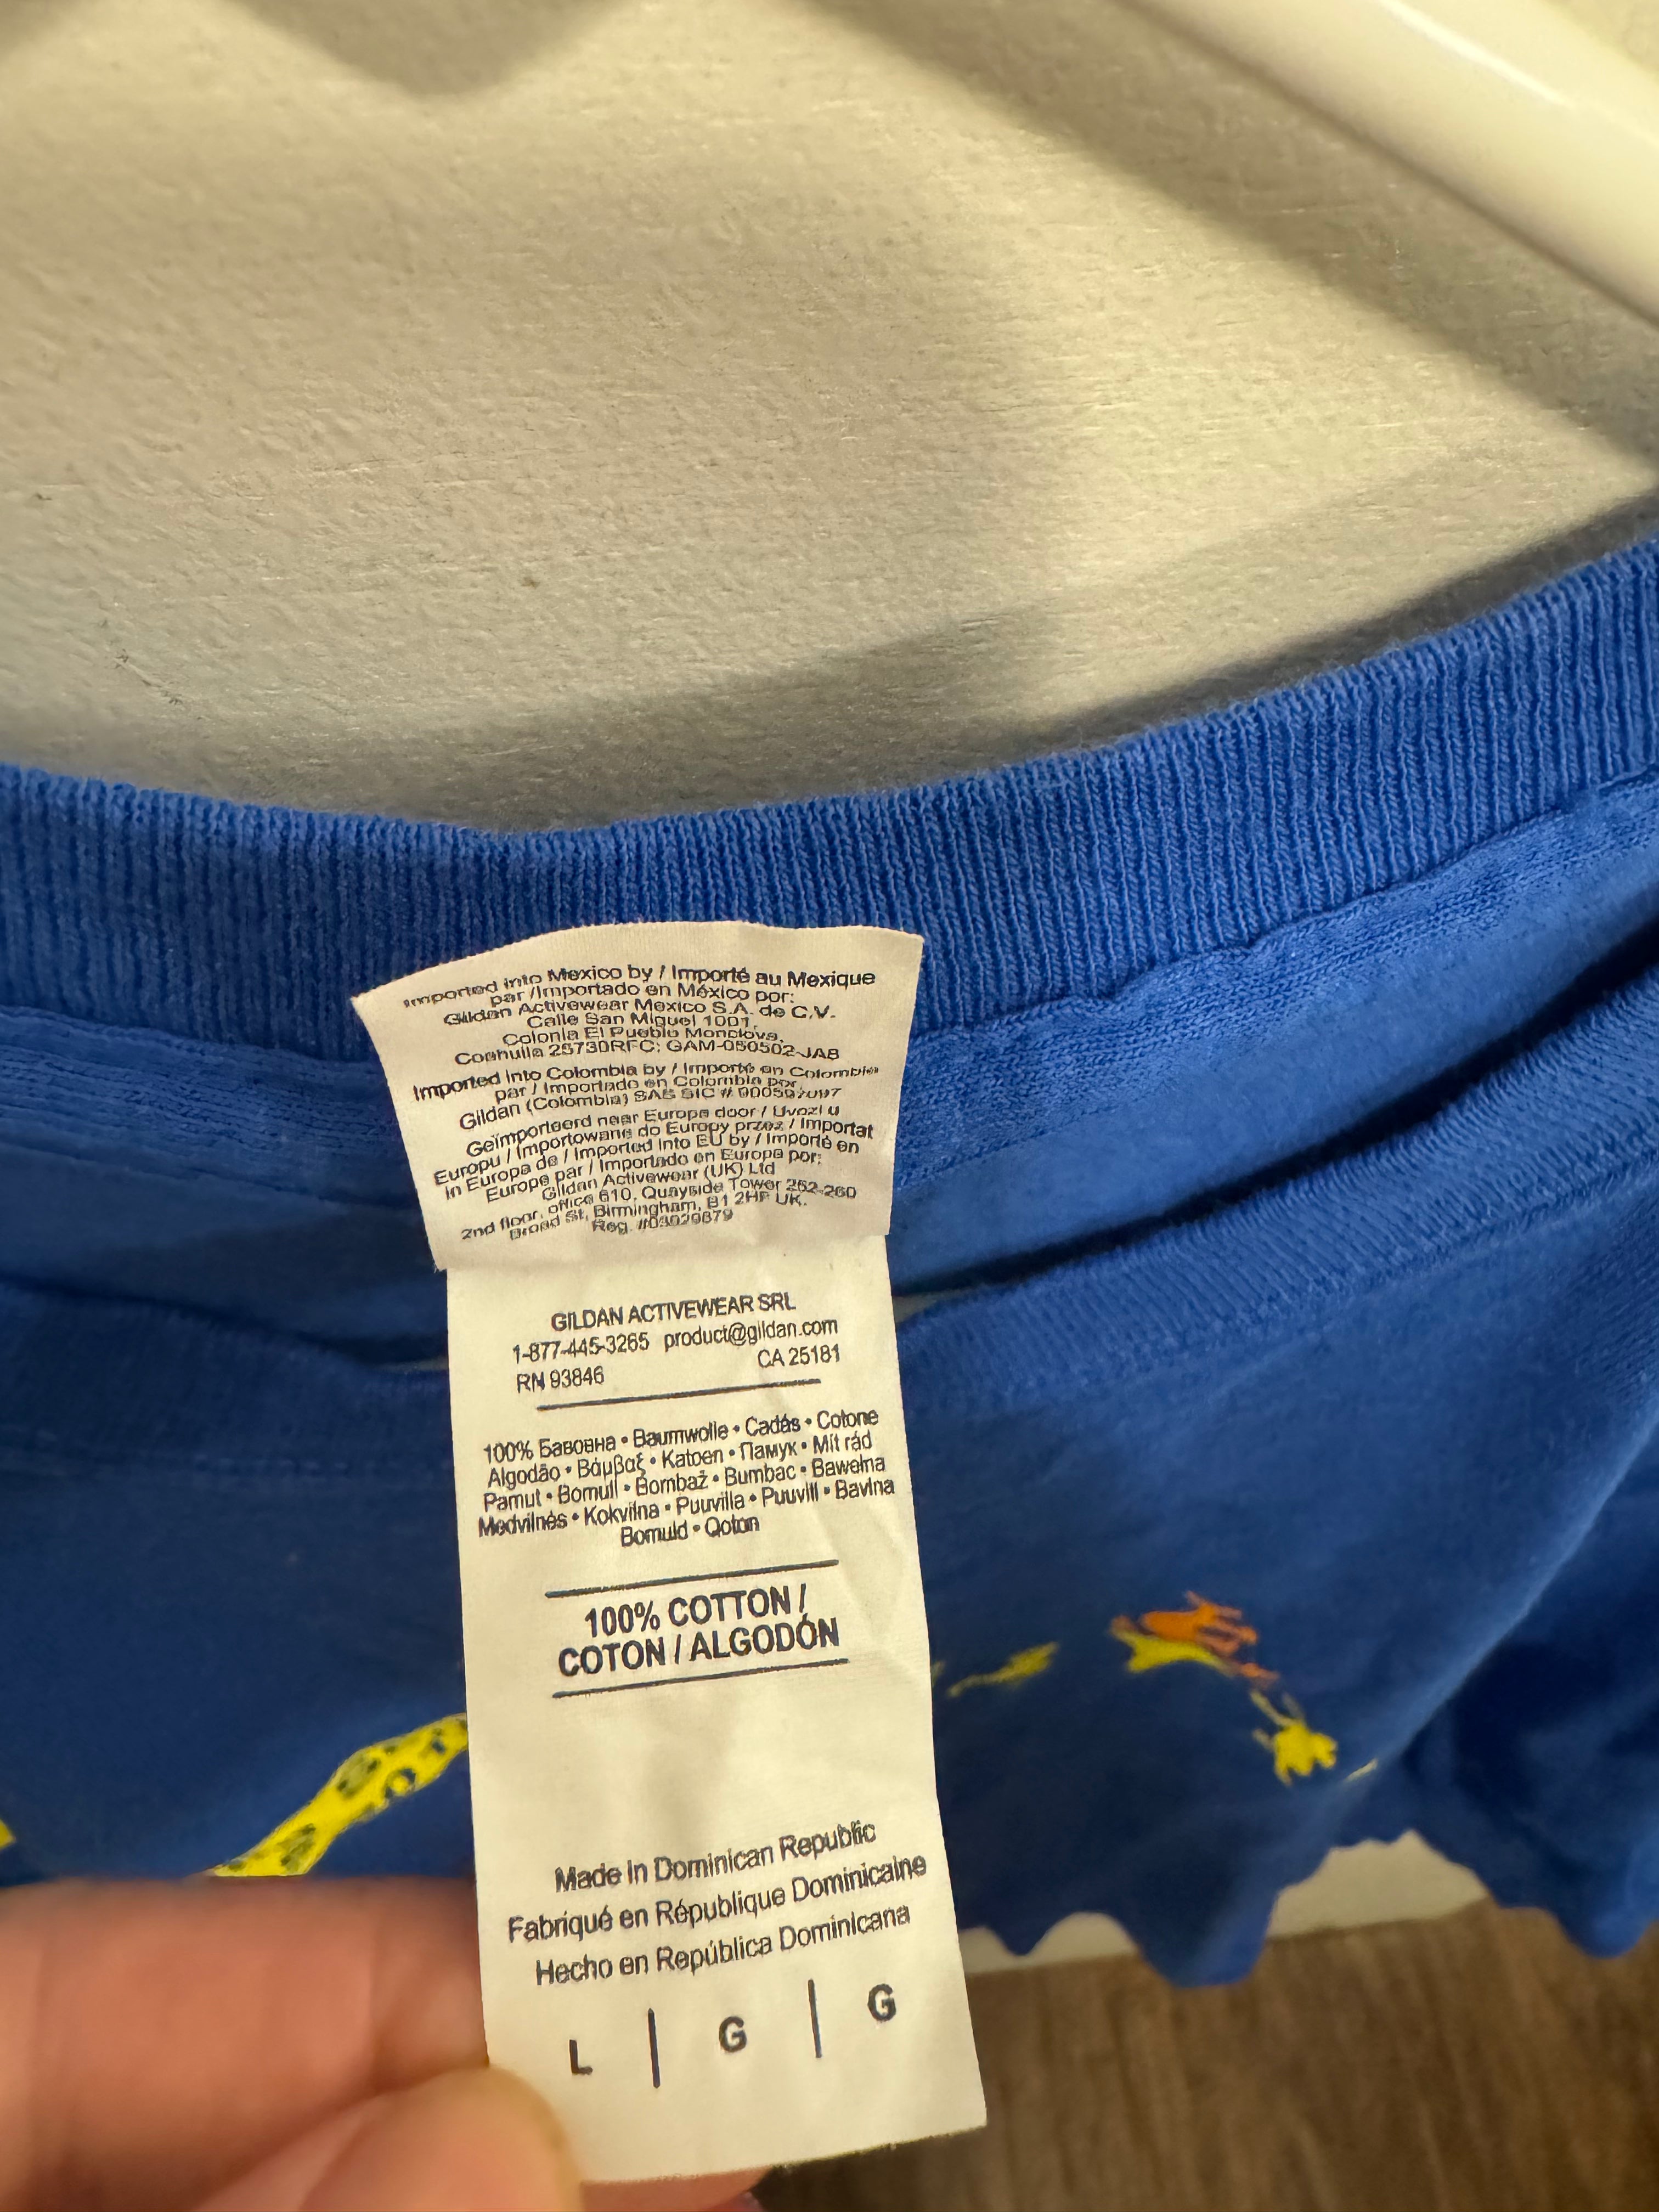 Imported into Mexico by / Importé au Mexique
par /Importado en México por:
Gildan Activewear Mexico S.A. de C.V.
Calle San Miguel 1001,
Colonia El Pueblo Monclova,
Coahuila 25730RFC: GAM-050502-JA8
Imported into Colombia by / Importé en Colombie
par / Importado en Colombia por
Gildan (Colombia) SAS SIC #
Geïmporteerd naar Europa door / Uvozi u
Europu / Importowane do Europy przez / Importat
in Europa de / Imported into EU by / Importé en
Europe par / Importado en Europa por:
Gildan Activewear (UK) Ltd
2nd floor, office 610, Quayside Tower 252-260
Broad St, Birmingham, B1 2HF UK.
Reg. #03029679
GILDAN ACTIVEWEAR SRL
1-877-445-3265 product@gildan.com
RN 93846 CA 25181
100% Бавовна • Baumwolle • Cadás • Cotone
Algodão • Βάμβαξ • Katoen • Памук • Mít rád
Pamut • Bomull • Bombaž • Bumbac • Bawełna
Medvilnės • Kokvilna • Puuvilla • Puuvill • Bavlna
Bomuld • Qoton
100% COTTON /
COTON / ALGODÓN
Made in Dominican Republic
Fabriqué en République Dominicaine
Hecho en República Dominicana
L | G | G